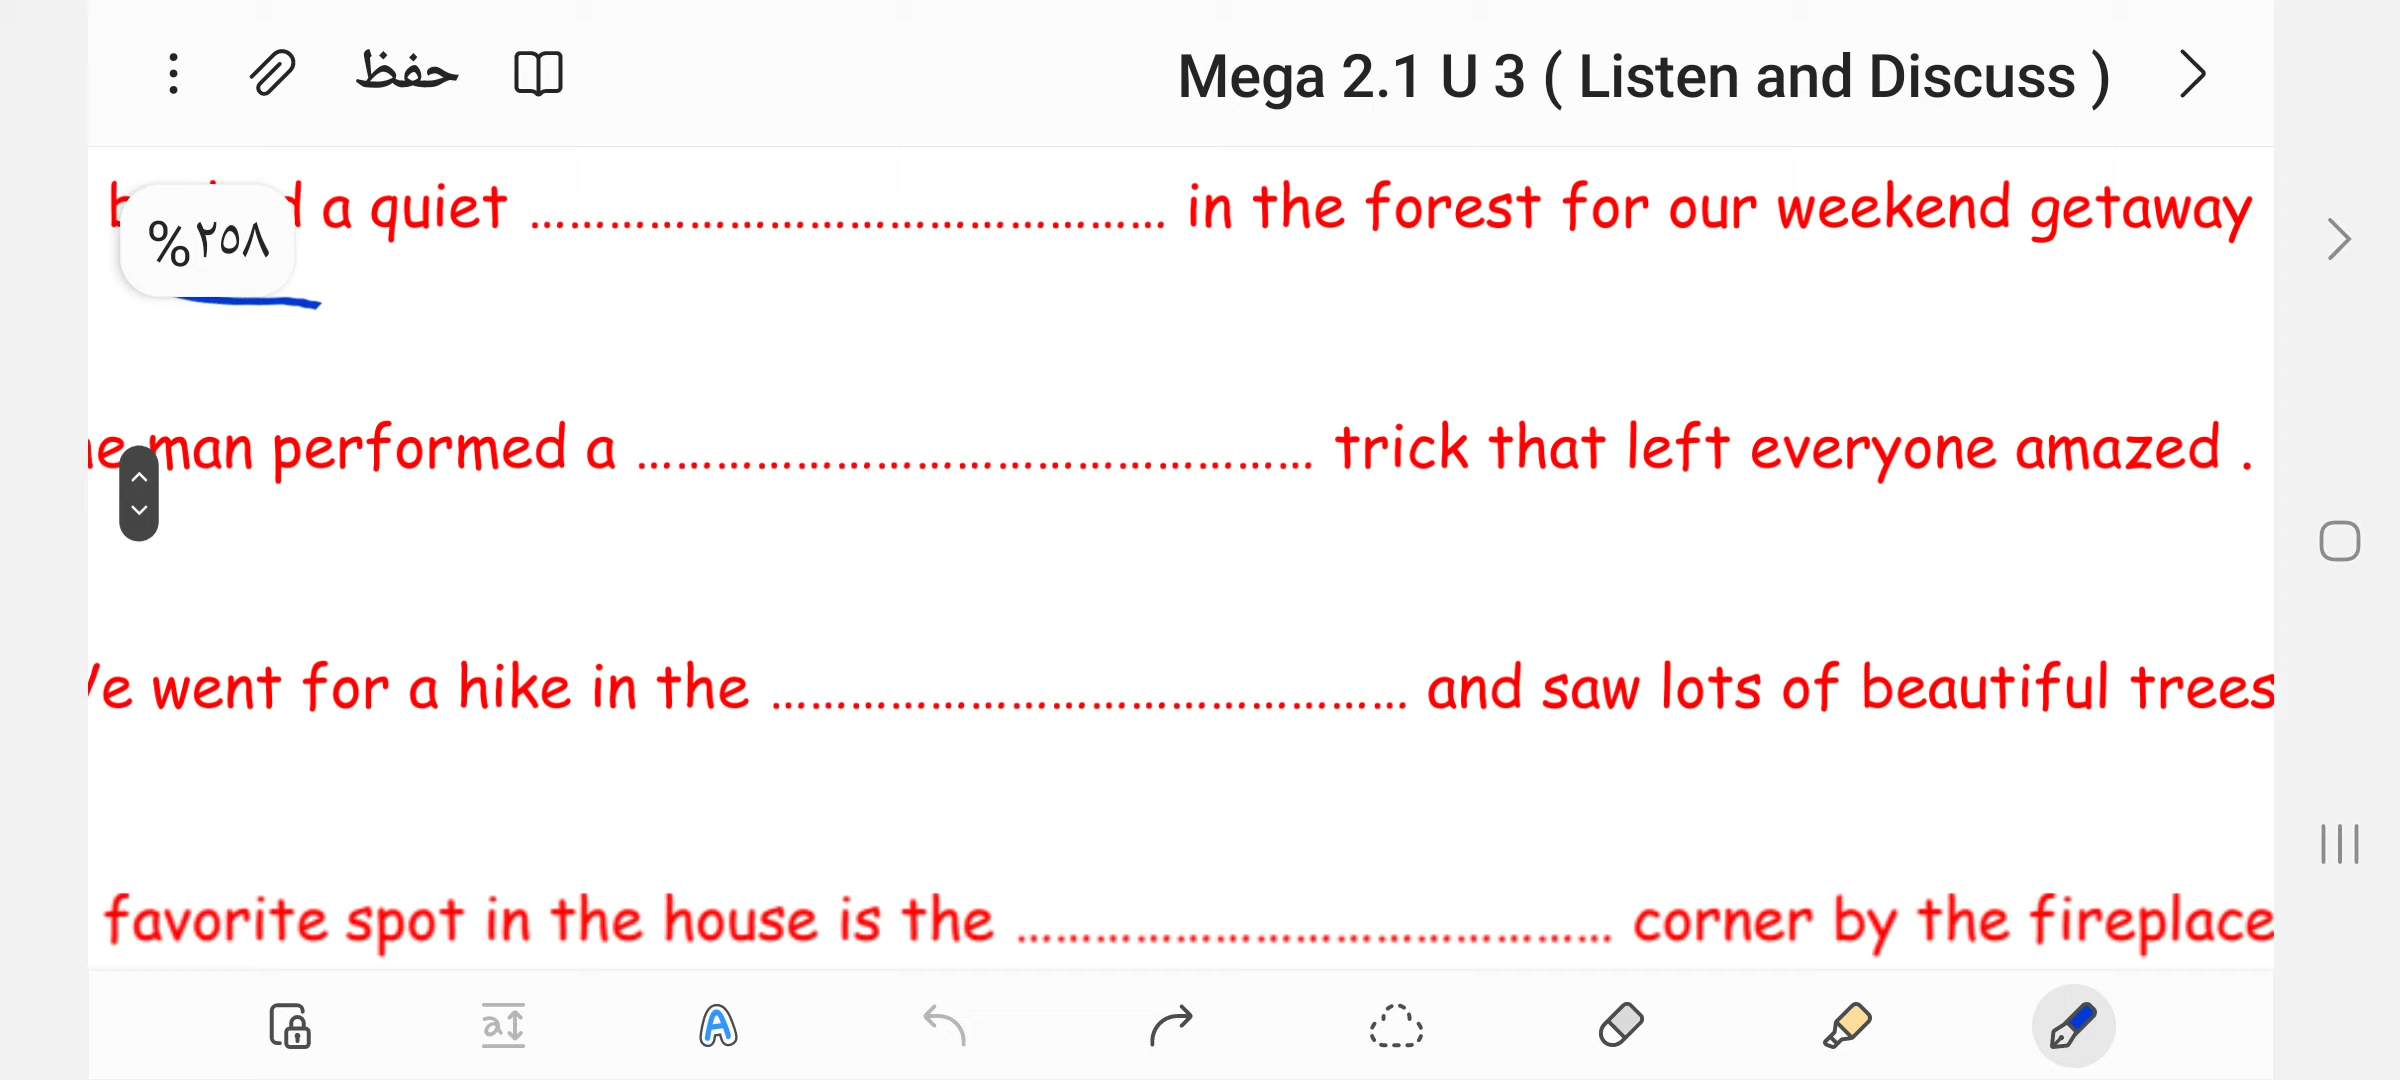 حفظ
Mega 2.1 U 3 ( Listen and Discuss )
a quiet ................................................ in the forest for our weekend getaway
%٢٥٨
man performed a ................................................... trick that left everyone amazed .
went for a hike in the ................................................ and saw lots of beautiful trees
favorite spot in the house is the ............................................. corner by the fireplace